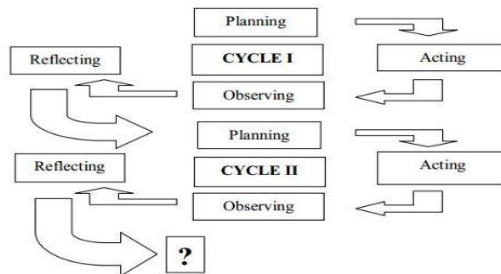 Planning
Reflecting
CYCLE I
Acting
Observing
Planning
Reflecting
CYCLE II
Acting
Observing
?